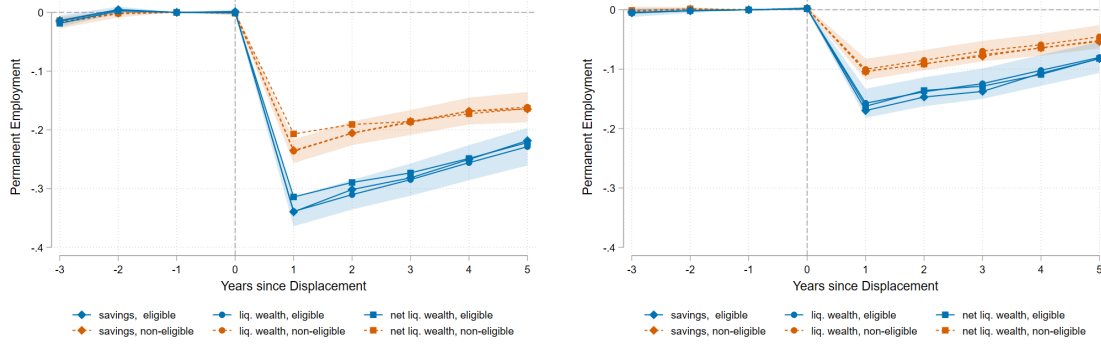 Permanent Employment
0
-.1
-.2
-.3
-.4
-3 -2 -1 0 1 2 3 4 5
Years since Displacement
savings, eligible liq. wealth, eligible net liq. wealth, eligible
savings, non-eligible liq. wealth, non-eligible net liq. wealth, non-eligible
Permanent Employment
0
-.1
-.2
-.3
-.4
-3 -2 -1 0 1 2 3 4 5
Years since Displacement
savings, eligible liq. wealth, eligible net liq. wealth, eligible
savings, non-eligible liq. wealth, non-eligible net liq. wealth, non-eligible